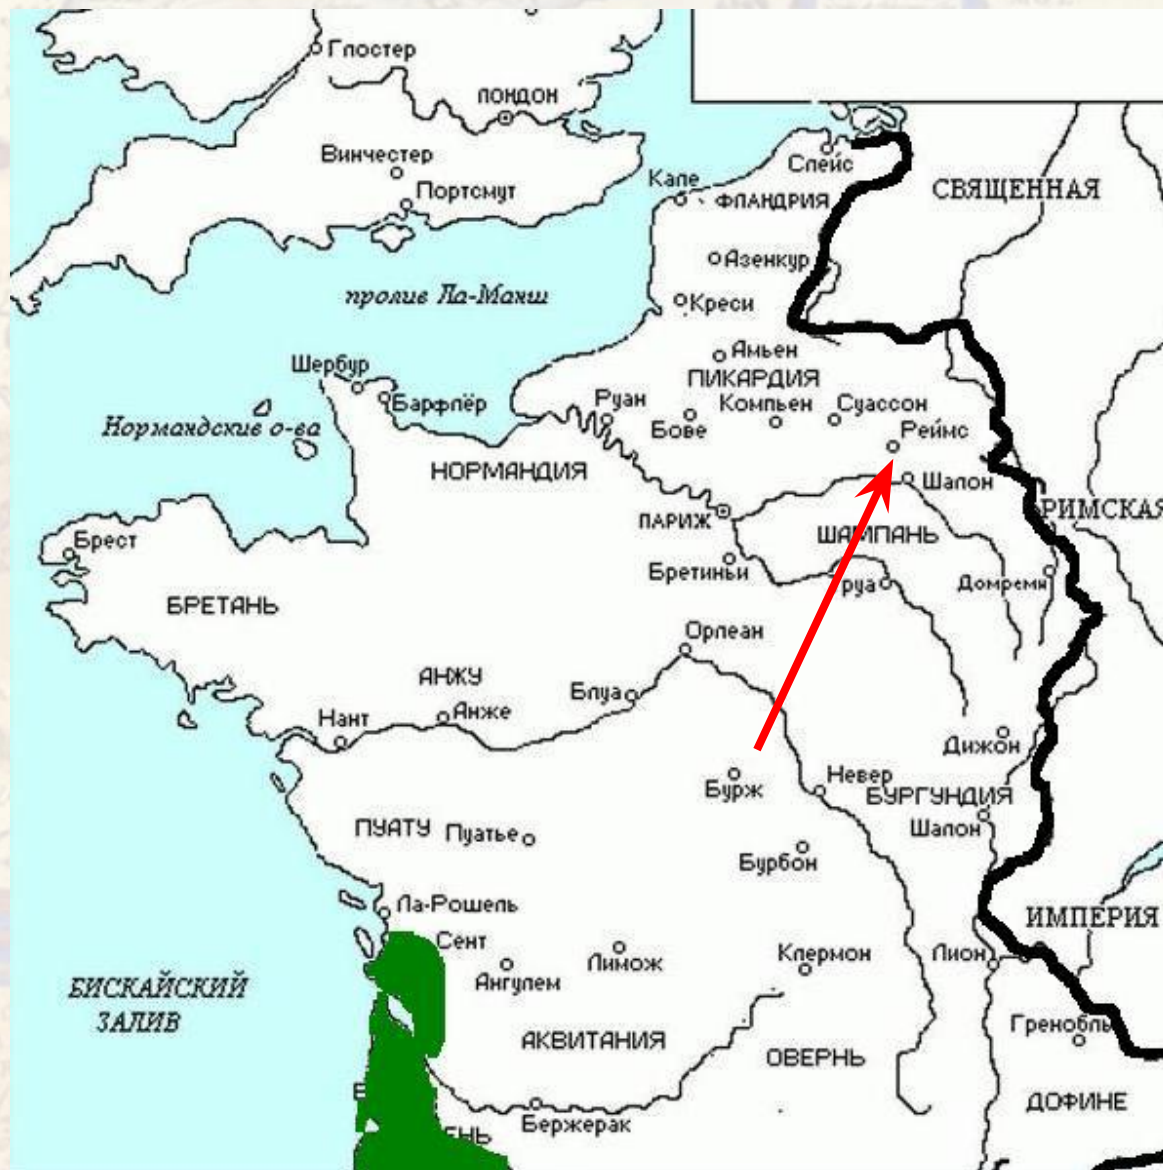 Глостер
ЛОНДОН
Винчестер
Портсмут
Слейс
Кале
ФЛАНДРИЯ
СВЯЩЕННАЯ
Азенкур
пролив Ла-Манш
Креси
Амьен
Шербур
ПИКАРДИЯ
Барфлёр
Руан
Компьен
Суассон
Нормандские о-ва
Бове
Реймс
НОРМАНДИЯ
Шалон
ПАРИЖ
РИМСКАЯ
ШАМПАНЬ
Брест
Бретиньи
Домреми
руа
БРЕТАНЬ
Орлеан
АНЖУ
Блуа
Нант
Анже
Дижон
Невер
Бурж
БУРГУНДИЯ
ПУАТУ
Пуатье
Шалон
Бурбон
Ла-Рошель
ИМПЕРИЯ
Сент
Лимож
Клермон
Лион
Ангулем
БИСКАЙСКИЙ
ЗАЛИВ
Гренобль
АКВИТАНИЯ
ОВЕРНЬ
ДОФИНЕ
Бержерак
ЕНЬ